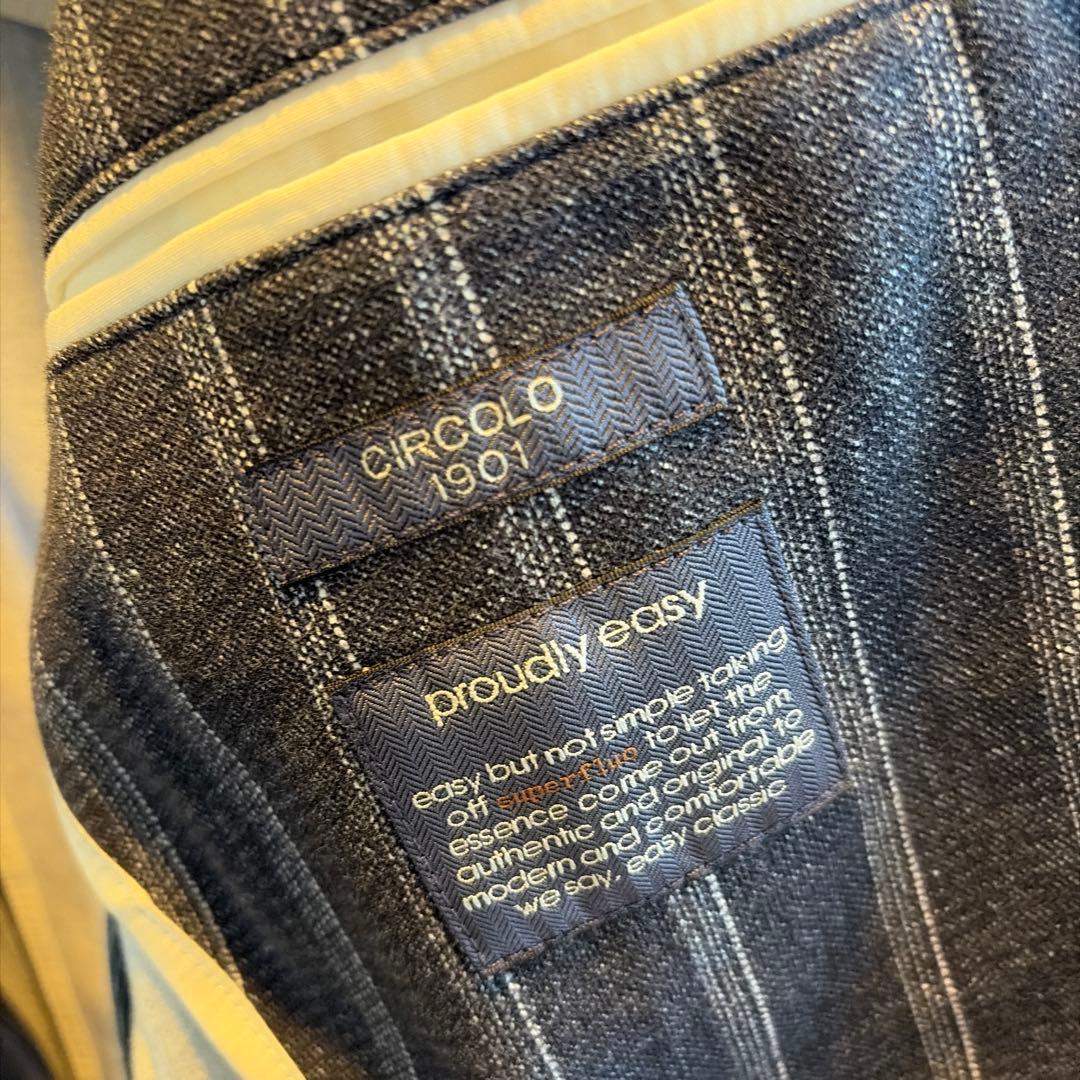 CIRCOLO
1901
proudly easy
easy but not simple taking
off superfluo to let the
essence come out from
authentic and original to
modern and comfortable
we say, easy classic